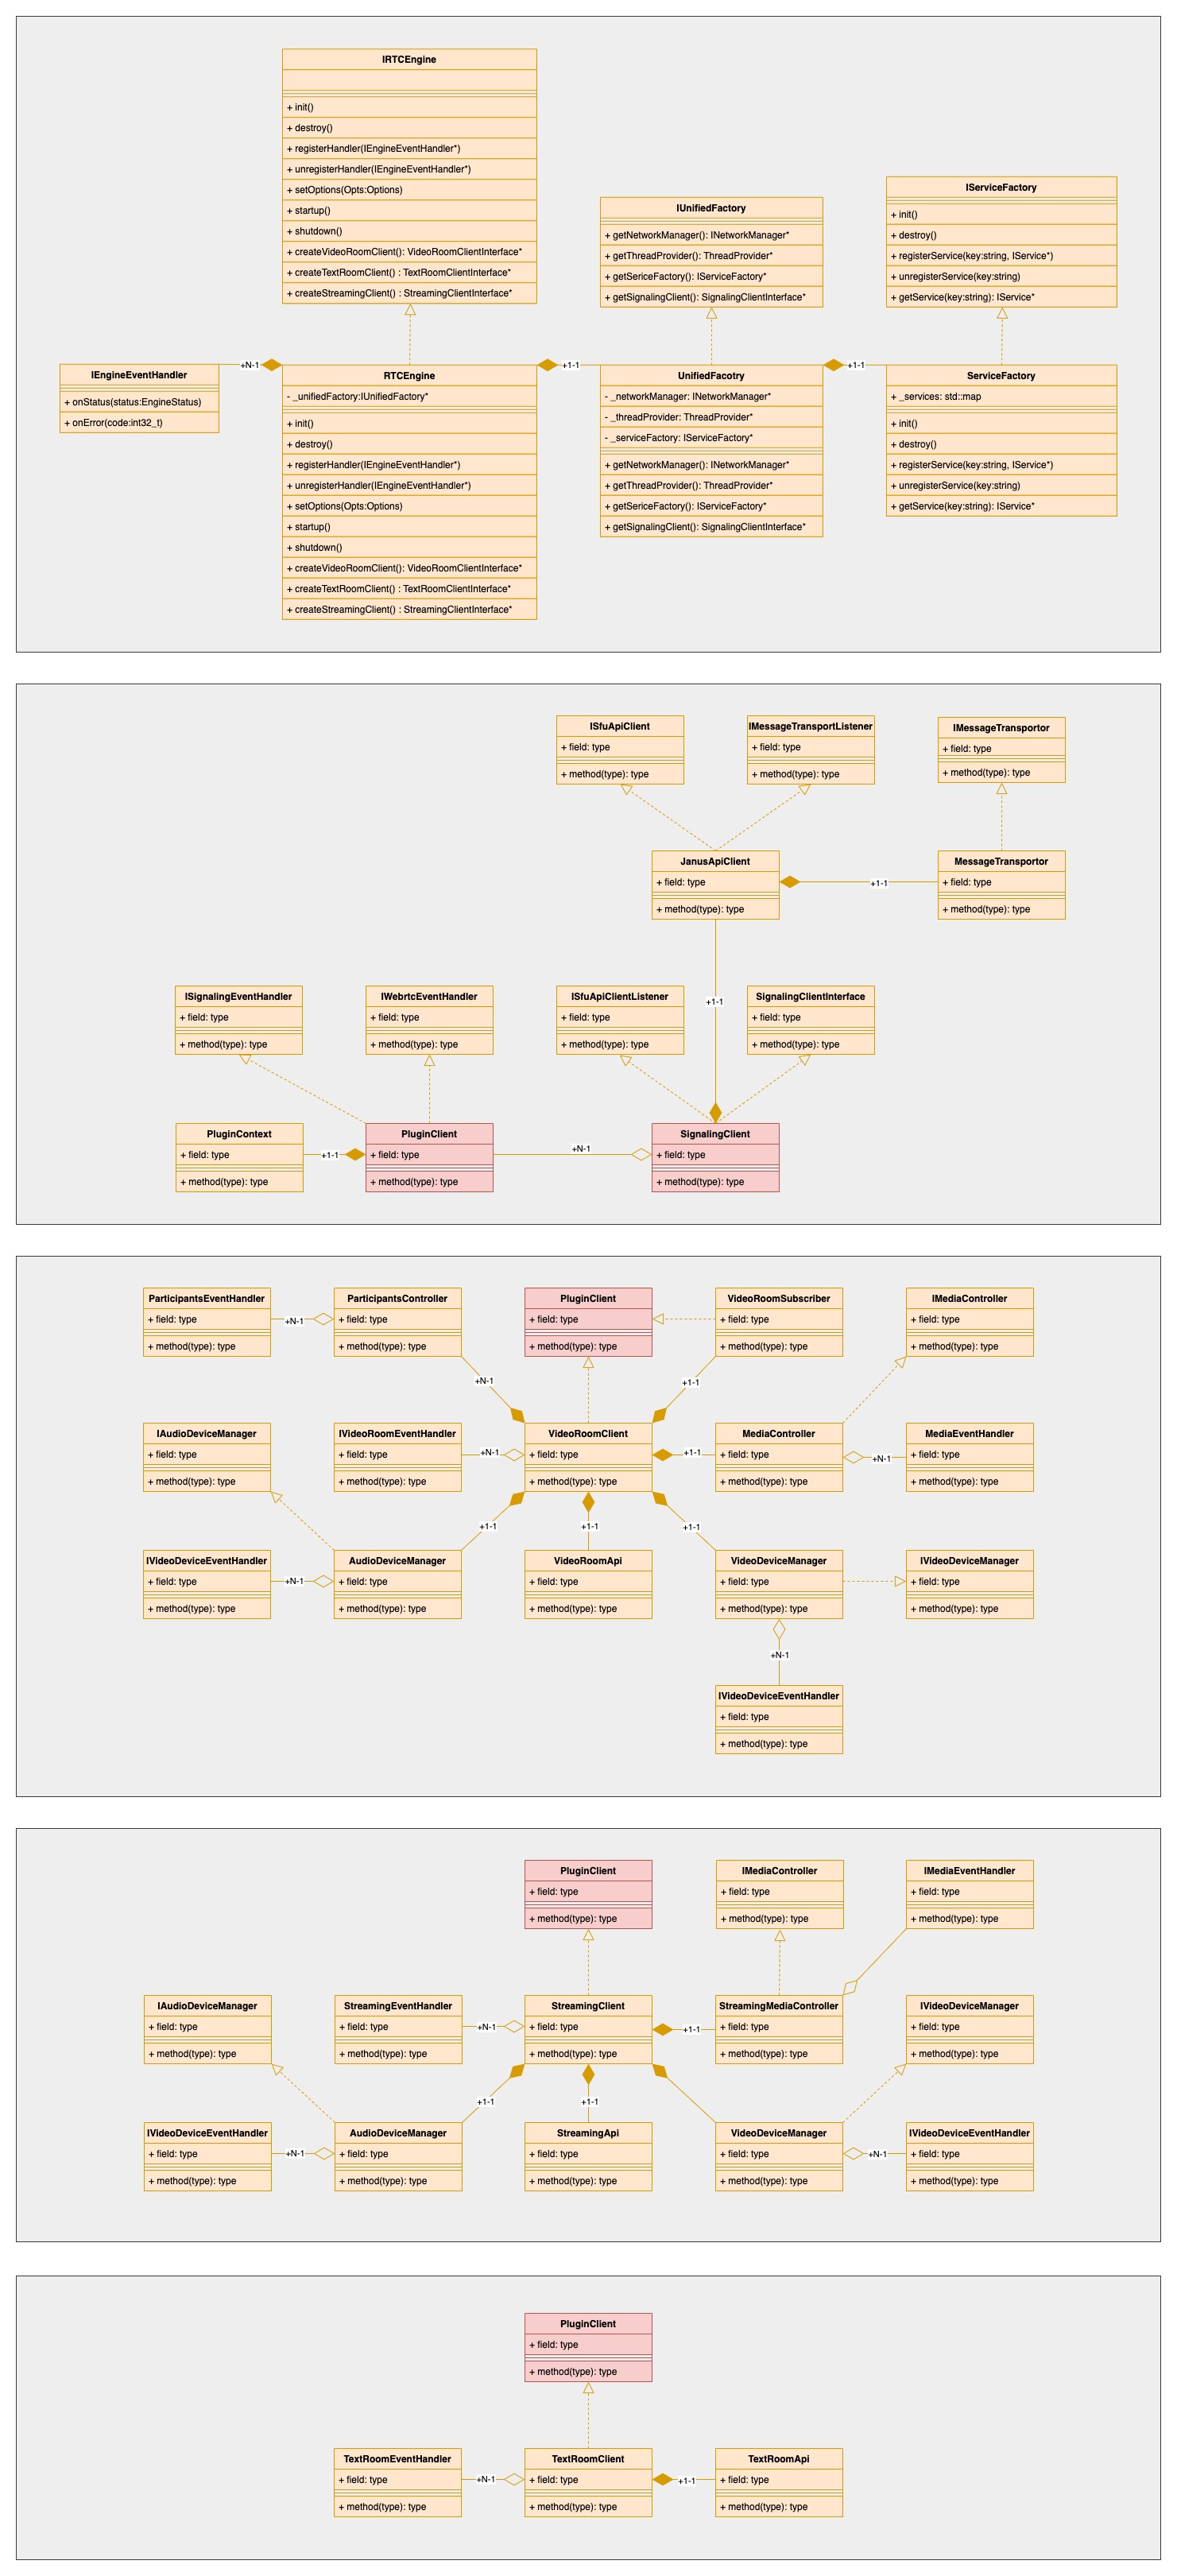 IRTCEngine
+ init()
+ destroy()
+ registerHandler(IEngineEventHandler*)
+ unregisterHandler(IEngineEventHandler*)
+ setOptions(Opts:Options)
+ startup()
+ shutdown()
+ createVideoRoomClient(): VideoRoomClientInterface*
+ createTextRoomClient() : TextRoomClientInterface*
+ createStreamingClient() : StreamingClientInterface*
IUnifiedFactory
+ getNetworkManager(): INetworkManager*
+ getThreadProvider(): ThreadProvider*
+ getSericeFactory(): IServiceFactory*
+ getSignalingClient(): SignalingClientInterface*
IServiceFactory
+ init()
+ destroy()
+ registerService(key:string, IService*)
+ unregisterService(key:string)
+ getService(key:string): IService*
+N-1
+1-1
+1-1
IEngineEventHandler
+ onStatus(status:EngineStatus)
+ onError(code:int32_t)
RTCEngine
- _unifiedFactory:IUnifiedFactory*
+ init()
+ destroy()
+ registerHandler(IEngineEventHandler*)
+ unregisterHandler(IEngineEventHandler*)
+ setOptions(Opts:Options)
+ startup()
+ shutdown()
+ createVideoRoomClient(): VideoRoomClientInterface*
+ createTextRoomClient() : TextRoomClientInterface*
+ createStreamingClient() : StreamingClientInterface*
UnifiedFacotry
- _networkManager: INetworkManager*
- _threadProvider: ThreadProvider*
- _serviceFactory: IServiceFactory*
+ getNetworkManager(): INetworkManager*
+ getThreadProvider(): ThreadProvider*
+ getSericeFactory(): IServiceFactory*
+ getSignalingClient(): SignalingClientInterface*
ServiceFactory
+ _services: std::map
+ init()
+ destroy()
+ registerService(key:string, IService*)
+ unregisterService(key:string)
+ getService(key:string): IService*
ISfuApiClient
+ field: type
+ method(type): type
IMessageTransportListener
+ field: type
+ method(type): type
IMessageTransportor
+ field: type
+ method(type): type
JanusApiClient
+ field: type
+ method(type): type
+1-1
MessageTransportor
+ field: type
+ method(type): type
ISignalingEventHandler
+ field: type
+ method(type): type
IWebrtcEventHandler
+ field: type
+ method(type): type
ISfuApiClientListener
+ field: type
+ method(type): type
+1-1
SignalingClientInterface
+ field: type
+ method(type): type
PluginContext
+ field: type
+ method(type): type
+1-1
PluginClient
+ field: type
+ method(type): type
+N-1
SignalingClient
+ field: type
+ method(type): type
ParticipantsEventHandler
+ field: type
+ method(type): type
+N-1
ParticipantsController
+ field: type
+ method(type): type
PluginClient
+ field: type
+ method(type): type
VideoRoomSubscriber
+ field: type
+ method(type): type
IMediaController
+ field: type
+ method(type): type
+N-1
+1-1
IAudioDeviceManager
+ field: type
+ method(type): type
IVideoRoomEventHandler
+ field: type
+ method(type): type
+N-1
VideoRoomClient
+ field: type
+ method(type): type
+1-1
MediaController
+ field: type
+ method(type): type
+N-1
MediaEventHandler
+ field: type
+ method(type): type
+1-1
+1-1
+1-1
IVideoDeviceEventHandler
+ field: type
+ method(type): type
+N-1
AudioDeviceManager
+ field: type
+ method(type): type
VideoRoomApi
+ field: type
+ method(type): type
VideoDeviceManager
+ field: type
+ method(type): type
IVideoDeviceManager
+ field: type
+ method(type): type
+N-1
IVideoDeviceEventHandler
+ field: type
+ method(type): type
PluginClient
+ field: type
+ method(type): type
IMediaController
+ field: type
+ method(type): type
IMediaEventHandler
+ field: type
+ method(type): type
IAudioDeviceManager
+ field: type
+ method(type): type
StreamingEventHandler
+ field: type
+ method(type): type
+N-1
StreamingClient
+ field: type
+ method(type): type
+1-1
StreamingMediaController
+ field: type
+ method(type): type
IVideoDeviceManager
+ field: type
+ method(type): type
+1-1
+1-1
IVideoDeviceEventHandler
+ field: type
+ method(type): type
+N-1
AudioDeviceManager
+ field: type
+ method(type): type
StreamingApi
+ field: type
+ method(type): type
VideoDeviceManager
+ field: type
+ method(type): type
+N-1
IVideoDeviceEventHandler
+ field: type
+ method(type): type
PluginClient
+ field: type
+ method(type): type
TextRoomEventHandler
+ field: type
+ method(type): type
+N-1
TextRoomClient
+ field: type
+ method(type): type
+1-1
TextRoomApi
+ field: type
+ method(type): type